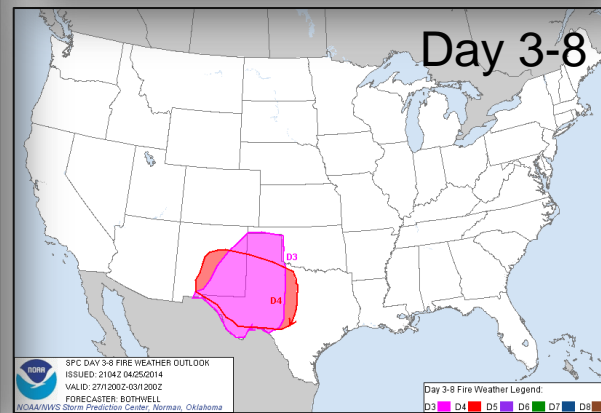 Day 3-8
D3
D4
NOAA
SPC DAY 3-8 FIRE WEATHER OUTLOOK
ISSUED: 2104Z 04/25/2014
VALID: 27/1200Z-03/1200Z
FORECASTER: BOTHWELL
NOAA/NWS Storm Prediction Center, Norman, Oklahoma
Day 3-8 Fire Weather Legend:
D3 D4 D5 D6 D7 D8